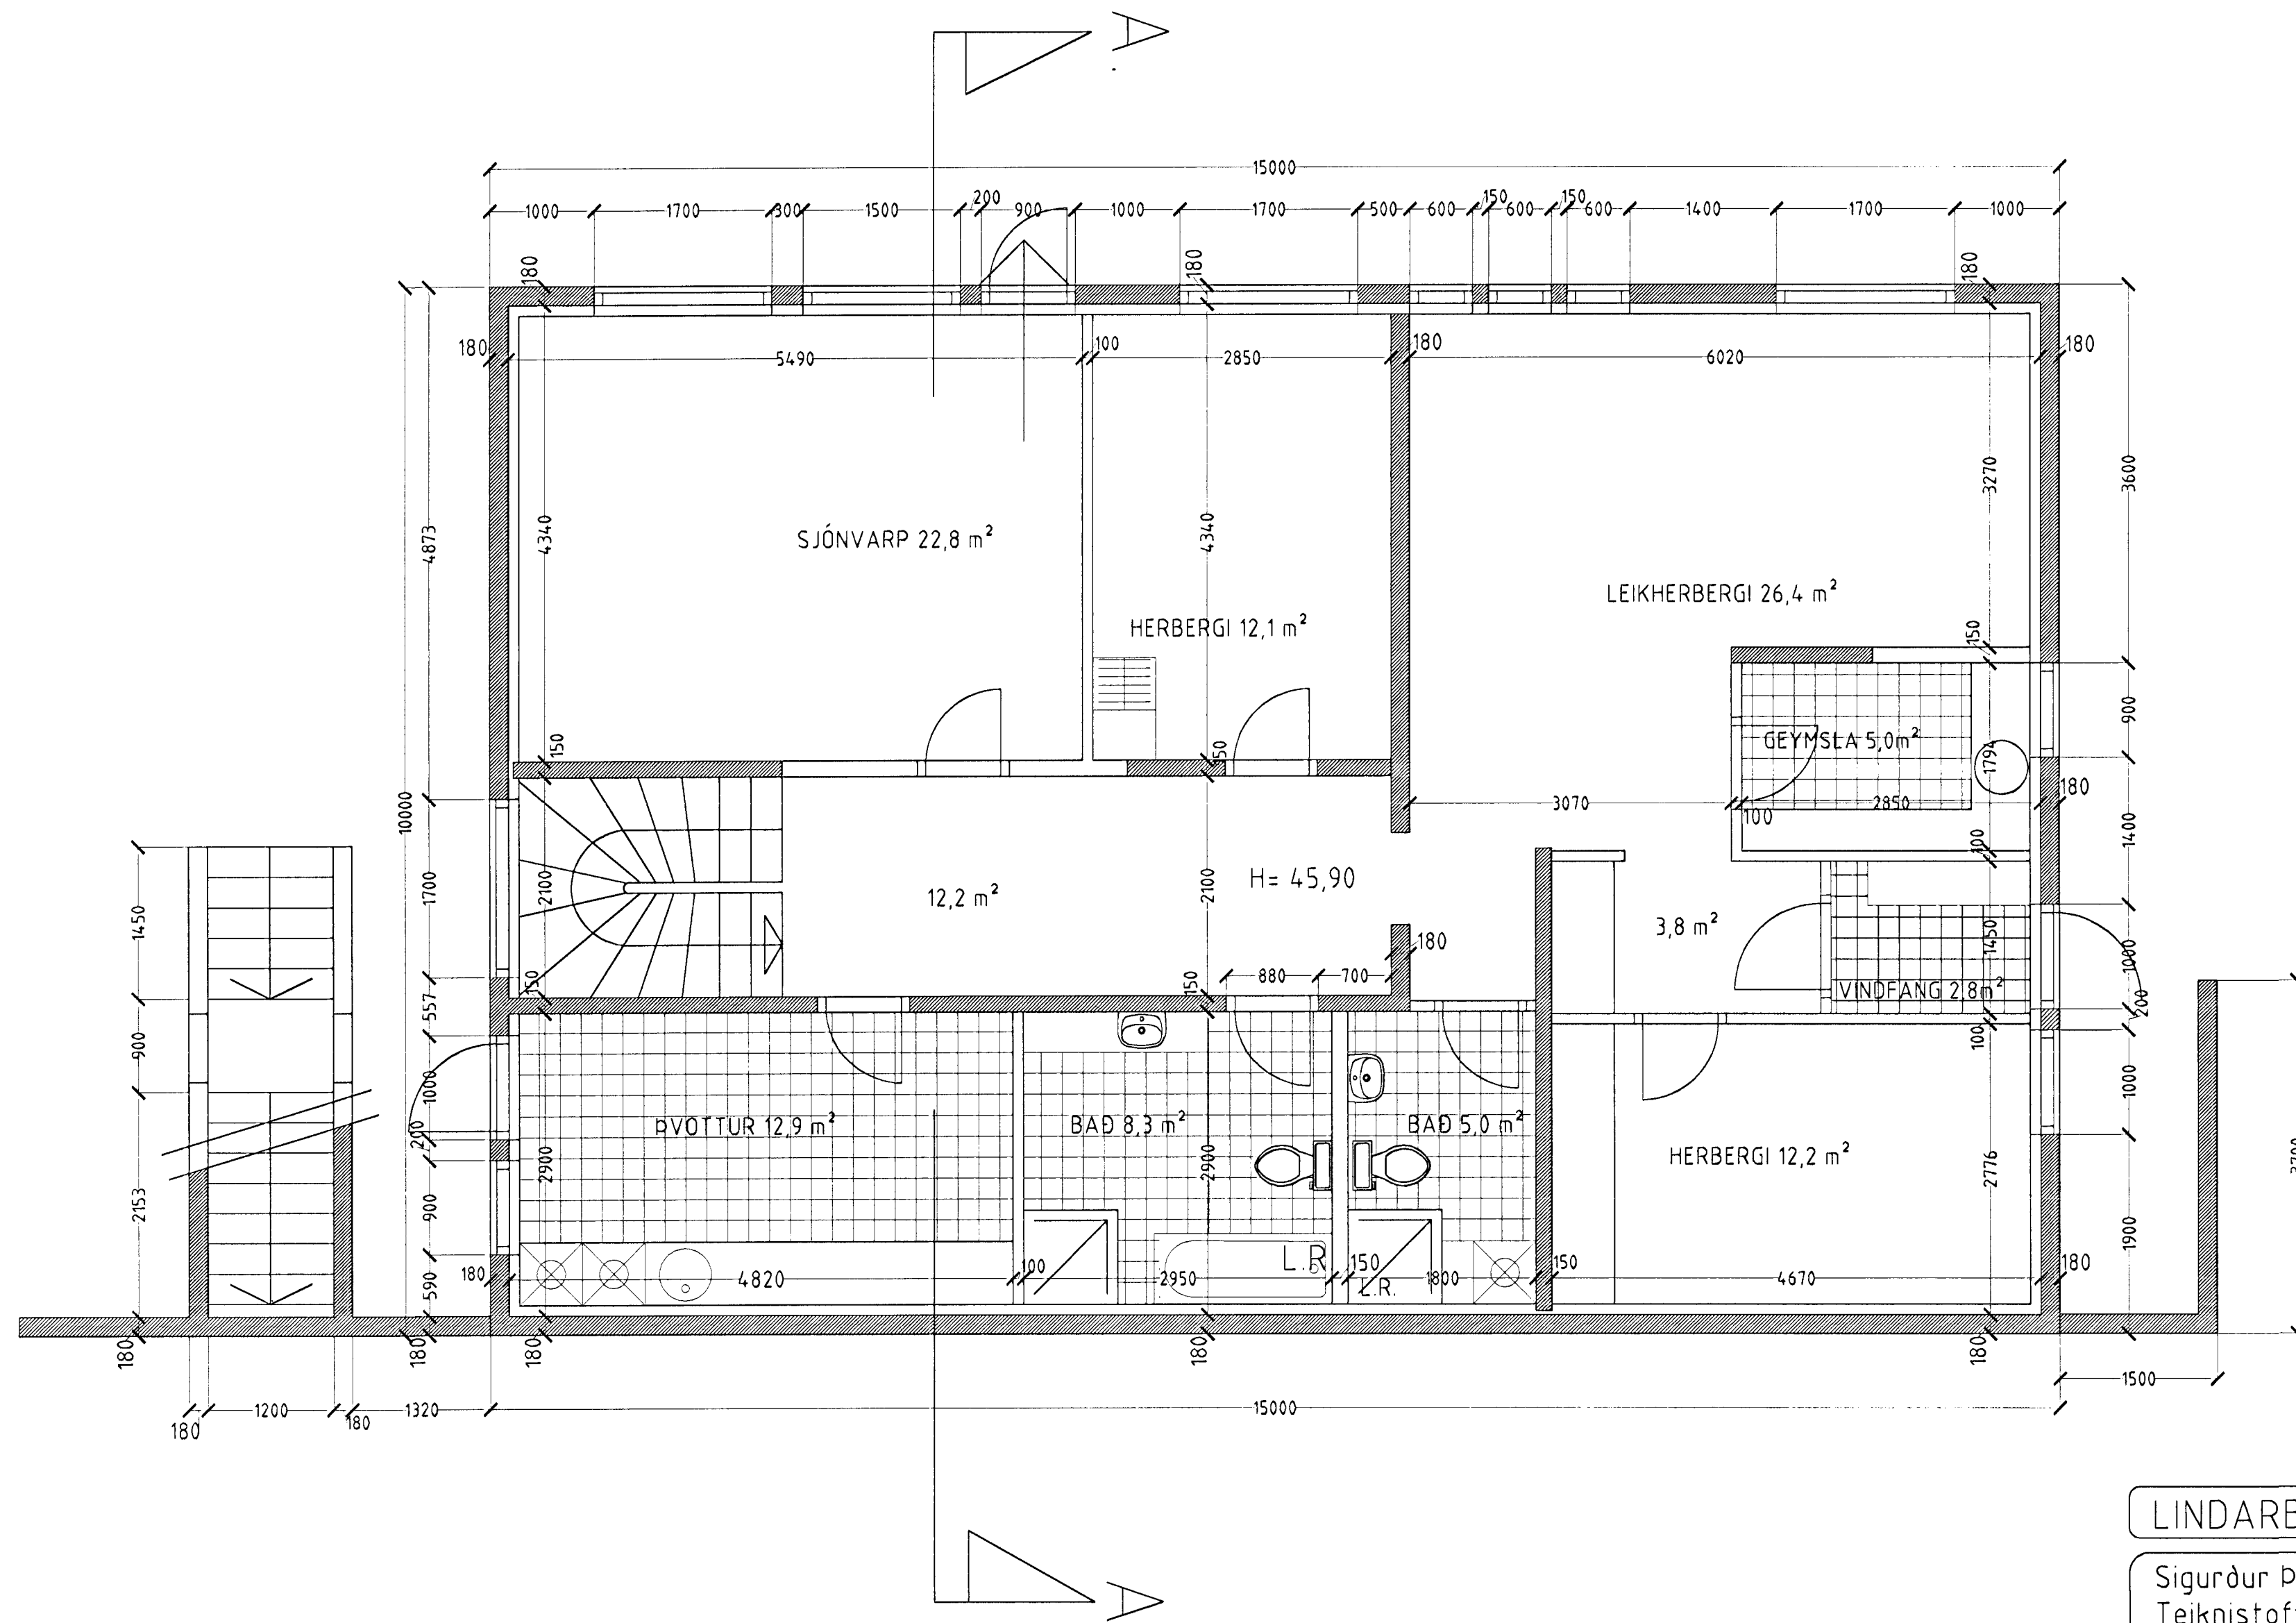 A
15000
1000 1700 300 1500 200 900 1000 1700 500 600 150 600 150 600 1400 1700 1000
180 180 180
180 5490 100 2850 180 6020 180
4873 4340 4340 3270 3600
10000
SJÓNVARP 22,8 m²
LEIKHERBERGI 26,4 m²
HERBERGI 12,1 m²
150
150 150
GEYMSLA 5,0m²
1794 900
3070 100 2850 180
100 1400
1450 1700 2100 2100
H= 45,90
12,2 m²
3,8 m²
180
1450 1000
150 150 880 700
VINDFANG 2,8m²
200
557
900 1000 100 1000
200
ÞVOTTUR 12,9 m²
BAÐ 8,3 m²
BAÐ 5,0 m²
HERBERGI 12,2 m²
2153 900 2900 2900 2776 1900 3700
590
L.R
180 4820 100 2950 150 1800 150 4670 180
L.R.
180 180 180 180 180
1500
180 1200 180 1320 15000
A
LINDARB
Sigurður Þ
Teiknistof